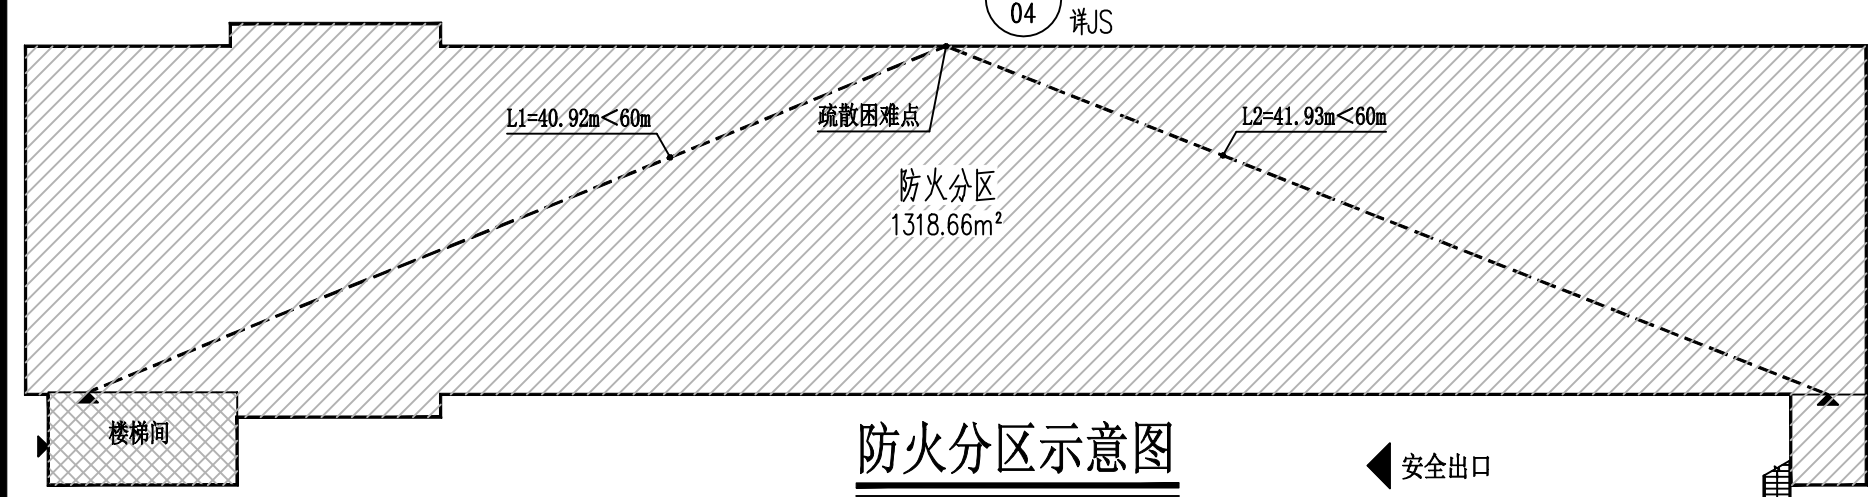 04
详JS
L1=40.92m<60m
疏散困难点
L2=41.93m<60m
防火分区
1318.66m²
楼梯间
防火分区示意图
安全出口